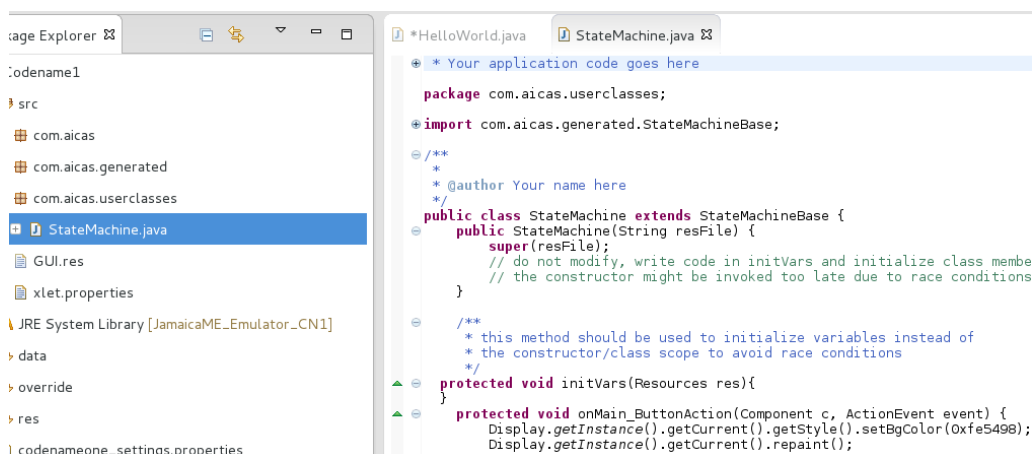 kage Explorer
Codename1
src
com.aicas
com.aicas.generated
com.aicas.userclasses
StateMachine.java
GUI.res
xlet.properties
JRE System Library [JamaicaME_Emulator_CN1]
data
override
res
codenameone_settings.properties
*HelloWorld.java
StateMachine.java
* Your application code goes here
package com.aicas.userclasses;
import com.aicas.generated.StateMachineBase;
/**
*
* @author Your name here
*/
public class StateMachine extends StateMachineBase {
public StateMachine(String resFile) {
super(resFile);
// do not modify, write code in initVars and initialize class membe
// the constructor might be invoked too late due to race conditions
}
/**
* this method should be used to initialize variables instead of
* the constructor/class scope to avoid race conditions
*/
protected void initVars(Resources res){
}
protected void onMain_ButtonAction(Component c, ActionEvent event) {
Display.getInstance().getCurrent().getStyle().setBgColor(0xfe5498);
Display.getInstance().getCurrent().repaint();